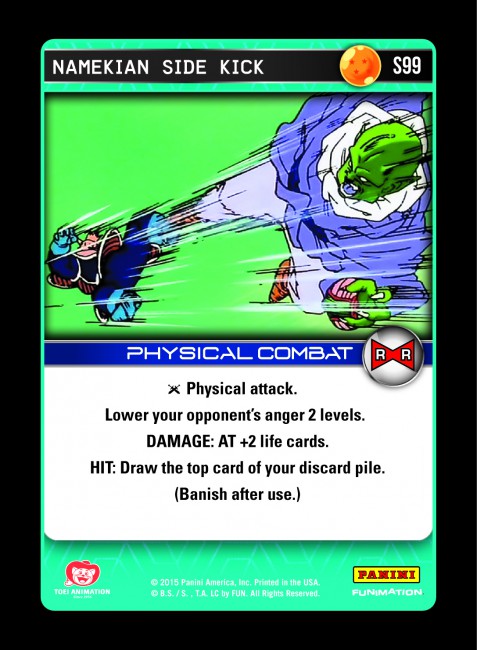 NAMEKIAN SIDE KICK S99
PHYSICAL COMBAT
R R
Physical attack.
Lower your opponent's anger 2 levels.
DAMAGE: AT +2 life cards.
HIT: Draw the top card of your discard pile.
(Banish after use.)
TOEI ANIMATION
© 2015 Panini America, Inc. Printed in the USA.
© B.S. / S. , T.A. LC by FUN. All Rights Reserved.
PANINI
FUNIMATION